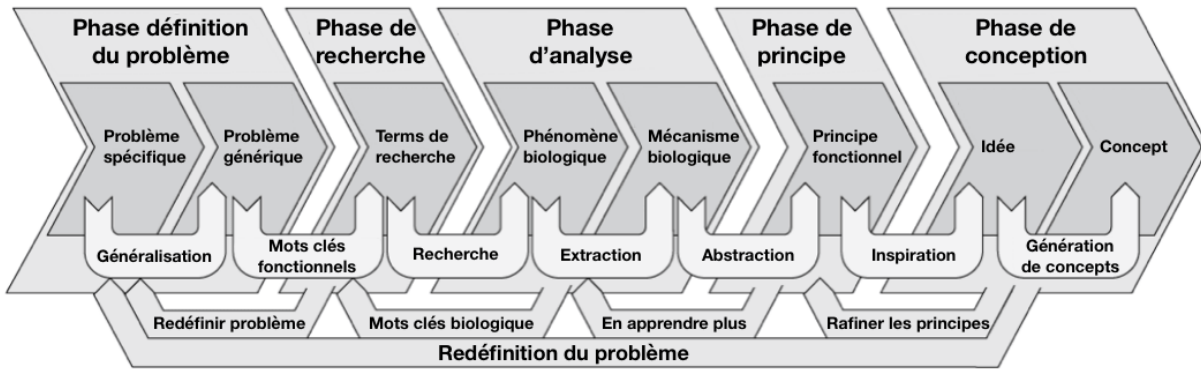 Phase définition
du problème
Phase de
recherche
Phase
d'analyse
Phase de
principe
Phase de
conception
Problème
spécifique
Problème
générique
Terms de
recherche
Phénomène
biologique
Mécanisme
biologique
Principe
fonctionnel
Idée
Concept
Généralisation
Mots clés
fonctionnels
Recherche
Extraction
Abstraction
Inspiration
Génération
de concepts
Redéfinir problème
Mots clés biologique
En apprendre plus
Rafiner les principes
Redéfinition du problème